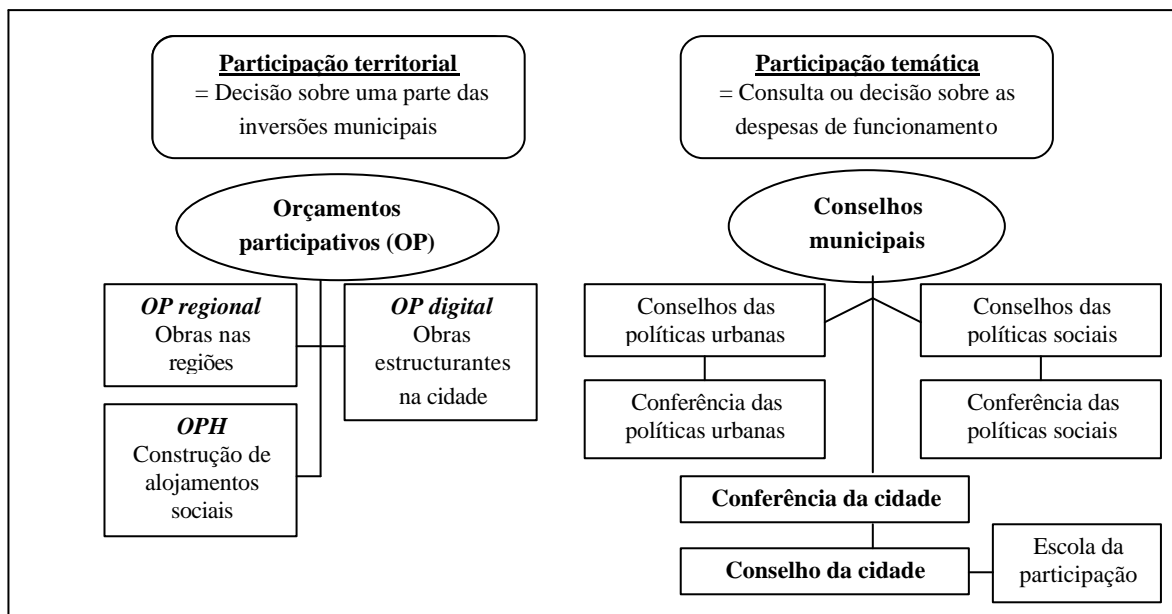 Participação territorial
= Decisão sobre uma parte das
inversões municipais
Participação temática
= Consulta ou decisão sobre as
despesas de funcionamento
Orçamentos
participativos (OP)
Conselhos
municipais
OP regional
Obras nas
regiões
OP digital
Obras
estructurantes
na cidade
OPH
Construção de
alojamentos
sociais
Conselhos das
políticas urbanas
Conselhos das
políticas sociais
Conferência das
políticas urbanas
Conferência das
políticas sociais
Conferência da cidade
Conselho da cidade
Escola da
participação